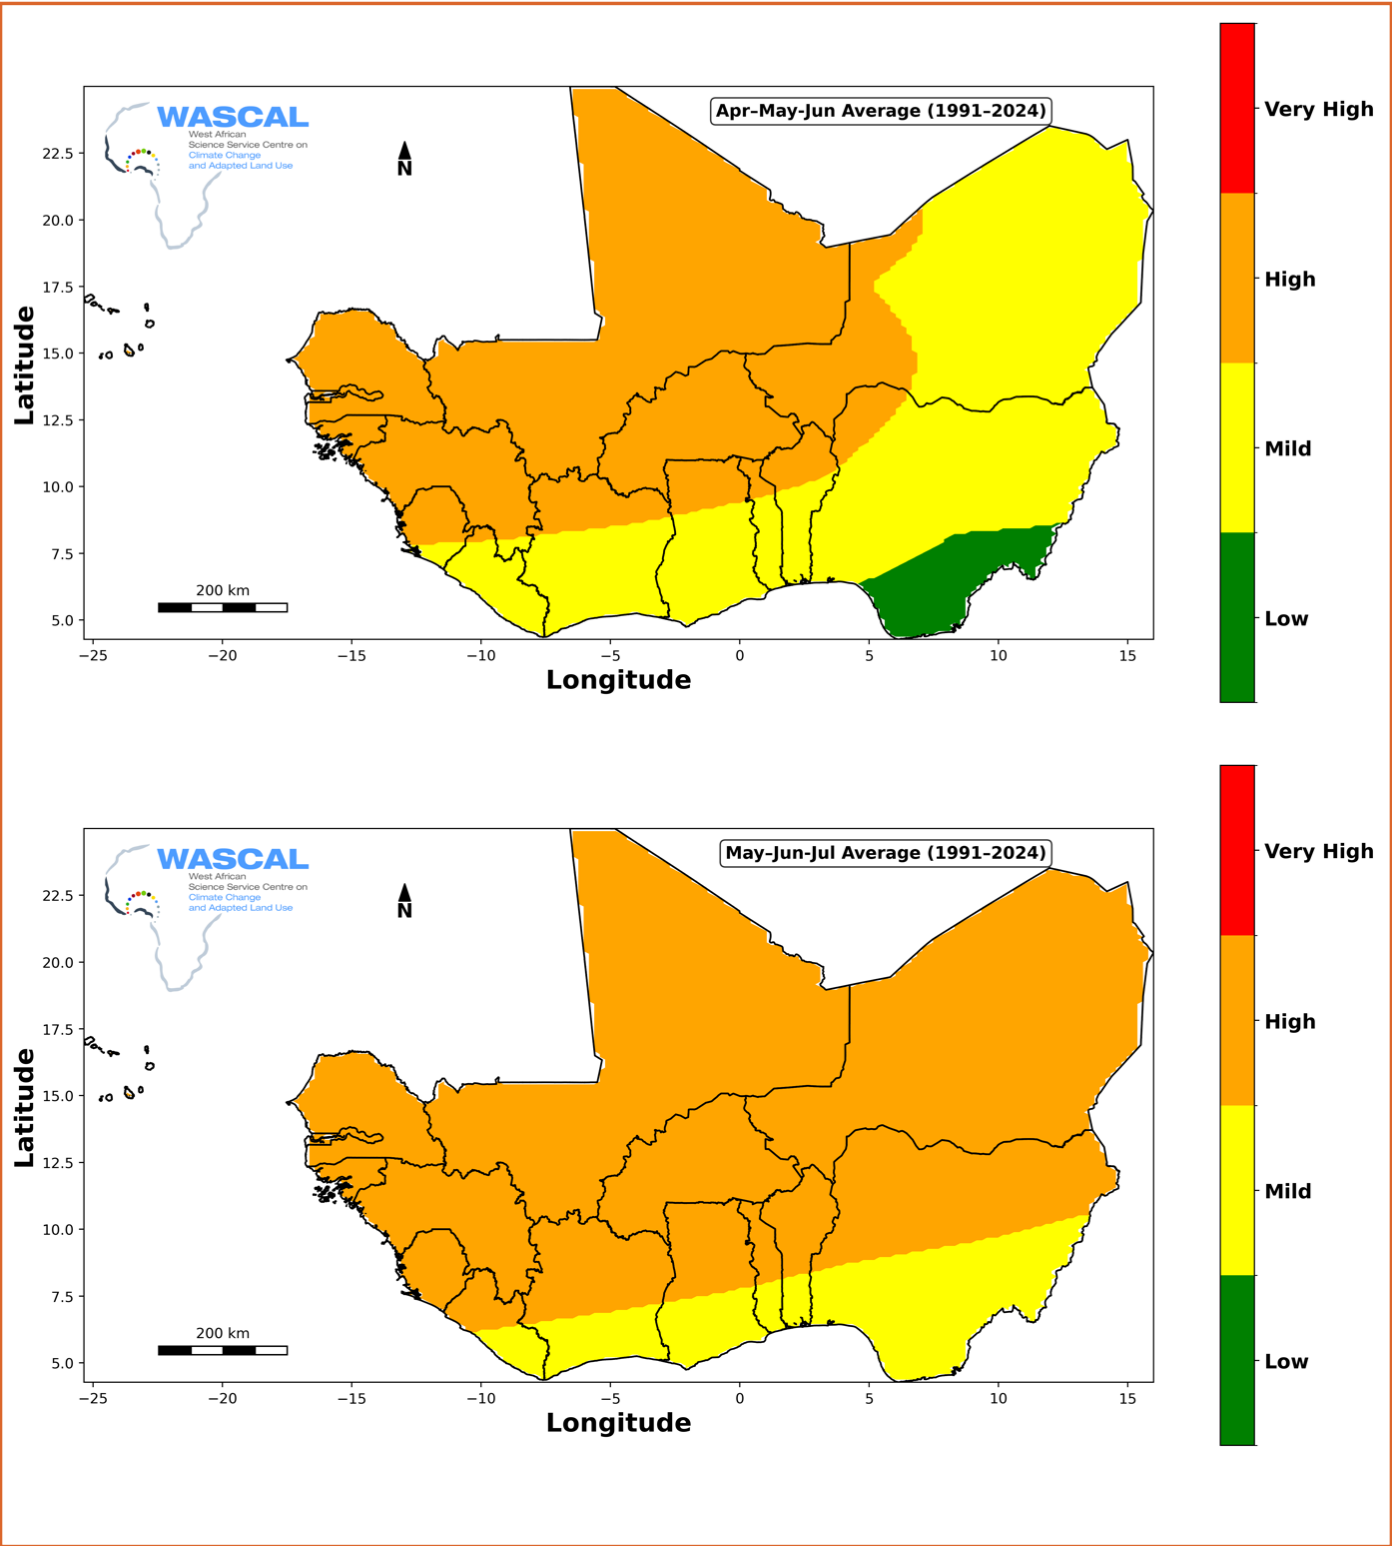 WASCAL
West African
Science Service Centre on
Climate Change
and Adapted Land Use
N
Apr–May-Jun Average (1991–2024)
Latitude
22.5
20.0
17.5
15.0
12.5
10.0
7.5
5.0
200 km
−25
−20
−15
−10
−5
0
5
10
15
Longitude
Very High
High
Mild
Low
WASCAL
West African
Science Service Centre on
Climate Change
and Adapted Land Use
N
May–Jun-Jul Average (1991–2024)
Latitude
22.5
20.0
17.5
15.0
12.5
10.0
7.5
5.0
200 km
−25
−20
−15
−10
−5
0
5
10
15
Longitude
Very High
High
Mild
Low